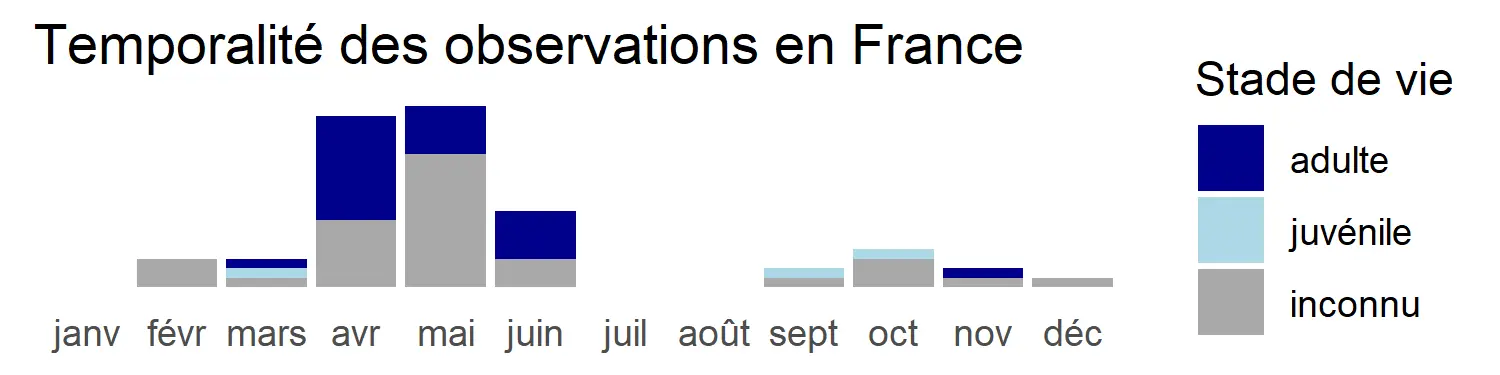 Temporalité des observations en France
janv févr mars avr mai juin juil août sept oct nov déc
Stade de vie
adulte
juvénile
inconnu